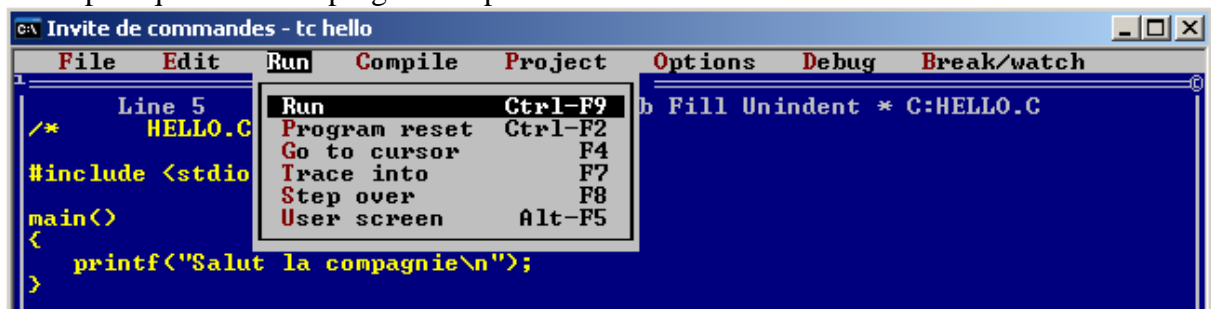 Invite de commandes - tc hello
File Edit Run Compile Project Options Debug Break/watch
Line 5 b Fill Unindent * C:HELLO.C
Run Ctrl-F9
Program reset Ctrl-F2
Go to cursor F4
Trace into F7
Step over F8
User screen Alt-F5
/* HELLO.C
#include <stdio
main()
{
printf("Salut la compagnie\n");
}